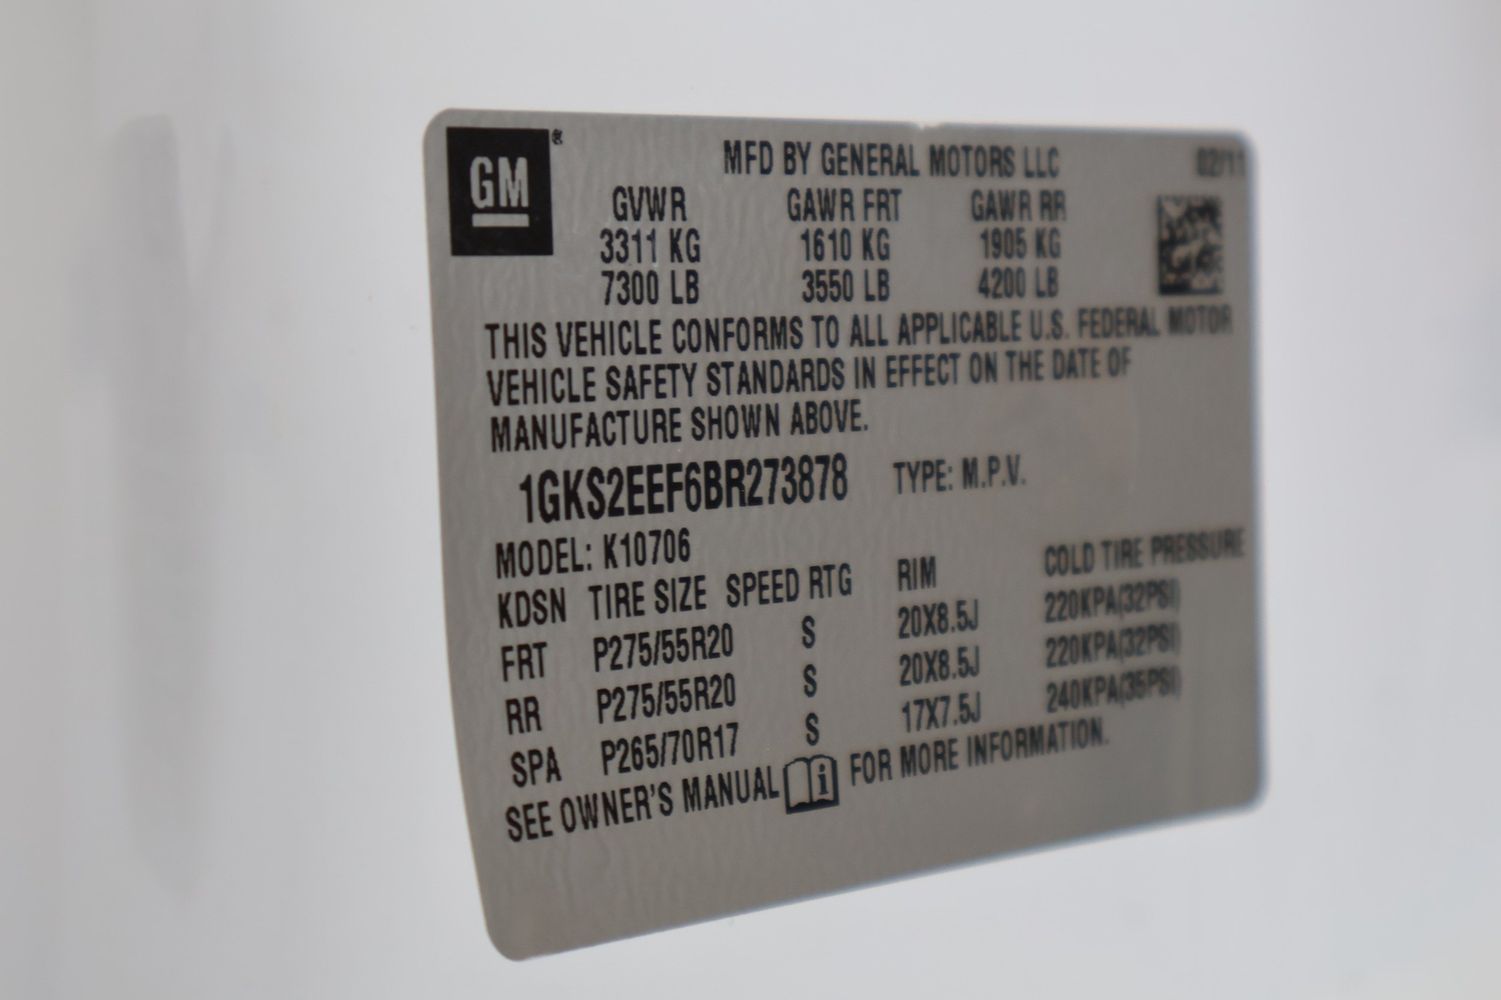 GM ®
MFD BY GENERAL MOTORS LLC 02/11
GVWR GAWR FRT GAWR RR
3311 KG 1610 KG 1905 KG
7300 LB 3550 LB 4200 LB
THIS VEHICLE CONFORMS TO ALL APPLICABLE U.S. FEDERAL MOTOR
VEHICLE SAFETY STANDARDS IN EFFECT ON THE DATE OF
MANUFACTURE SHOWN ABOVE.
1GKS2EEF6BR273878 TYPE: M.P.V.
MODEL: K10706
KDSN TIRE SIZE SPEED RTG RIM COLD TIRE PRESSURE
FRT P275/55R20 S 20X8.5J 220KPA(32PSI)
RR P275/55R20 S 20X8.5J 220KPA(32PSI)
SPA P265/70R17 S 17X7.5J 240KPA(35PSI)
SEE OWNER'S MANUAL i FOR MORE INFORMATION.